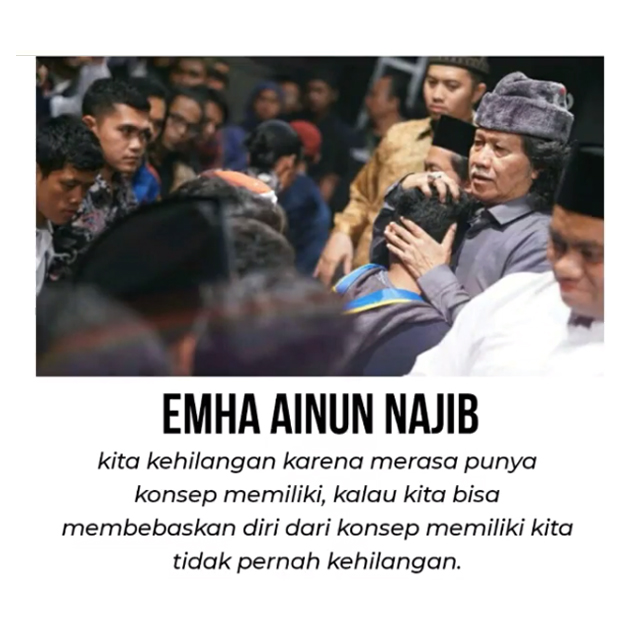 EMHA AINUN NAJIB
kita kehilangan karena merasa punya
konsep memiliki, kalau kita bisa
membebaskan diri dari konsep memiliki kita
tidak pernah kehilangan.